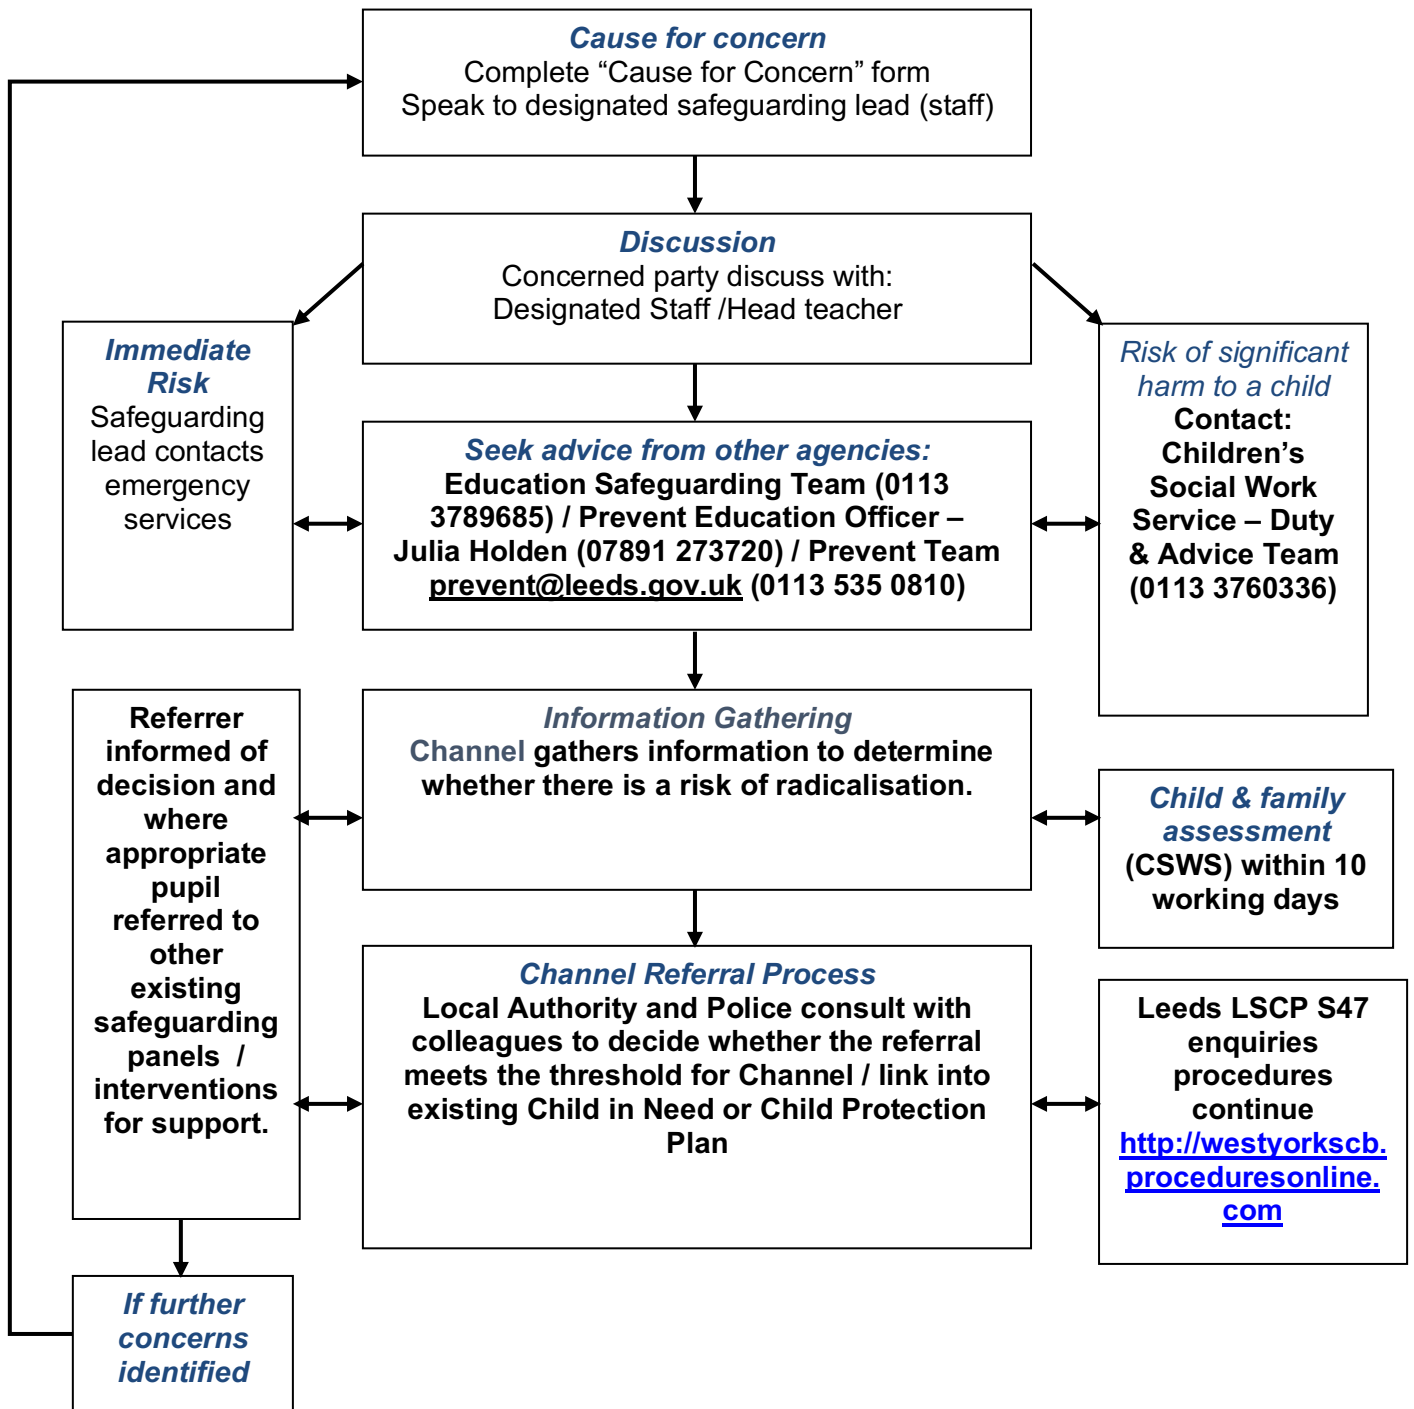 Cause for concern
Complete “Cause for Concern” form
Speak to designated safeguarding lead (staff)
Discussion
Concerned party discuss with:
Designated Staff /Head teacher
Immediate
Risk
Safeguarding
lead contacts
emergency
services
Seek advice from other agencies:
Education Safeguarding Team (0113
3789685) / Prevent Education Officer –
Julia Holden (07891 273720) / Prevent Team
prevent@leeds.gov.uk (0113 535 0810)
Risk of significant
harm to a child
Contact:
Children’s
Social Work
Service – Duty
& Advice Team
(0113 3760336)
Referrer
informed of
decision and
where
appropriate
pupil
referred to
other
existing
safeguarding
panels /
interventions
for support.
Information Gathering
Channel gathers information to determine
whether there is a risk of radicalisation.
Child & family
assessment
(CSWS) within 10
working days
Channel Referral Process
Local Authority and Police consult with
colleagues to decide whether the referral
meets the threshold for Channel / link into
existing Child in Need or Child Protection
Plan
Leeds LSCP S47
enquiries
procedures
continue
http://westyorkscb.
proceduresonline.
com
If further
concerns
identified